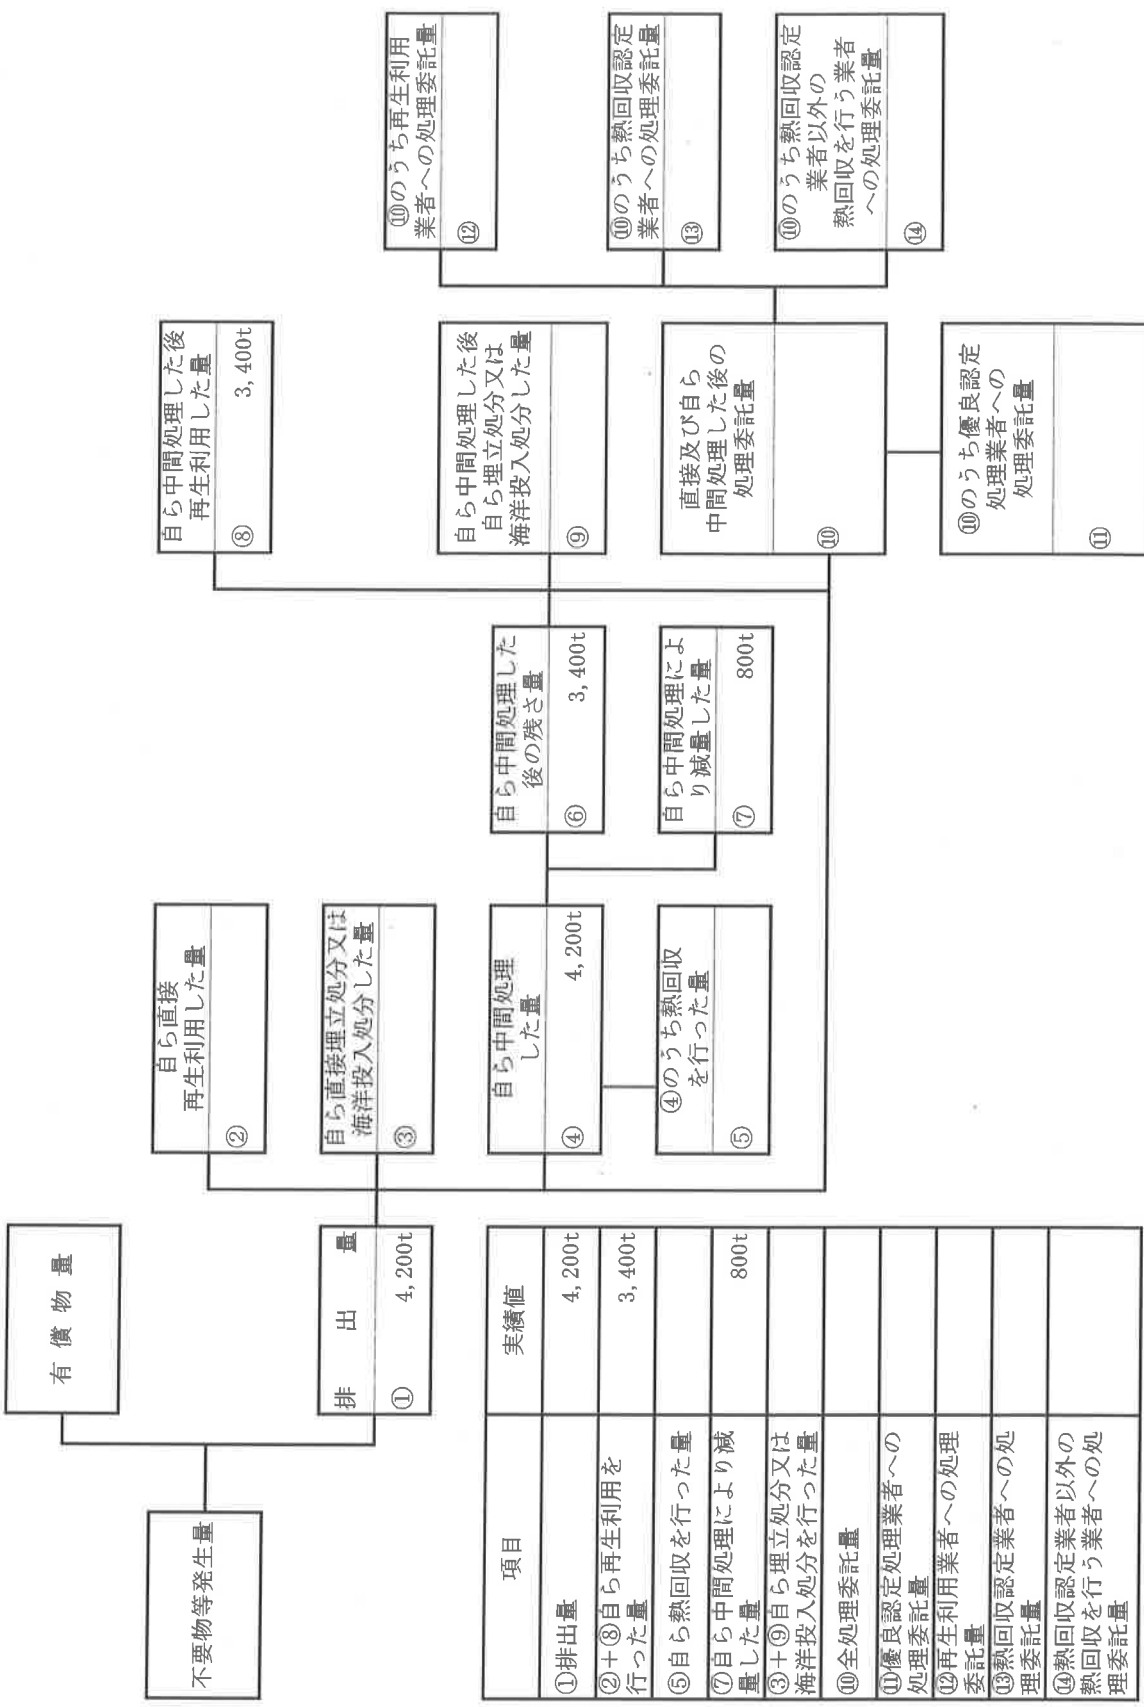 不要物等発生量
有償物量
排出量
① 4,200t
自ら直接
再生利用した量
②
自ら直接埋立処分又は
海洋投入処分した量
③
自ら中間処理
した量
④ 4,200t
④のうち熱回収
を行った量
⑤
自ら中間処理した
後の残さ量
⑥ 3,400t
自ら中間処理によ
り減量した量
⑦ 800t
自ら中間処理した後
再生利用した量
⑧ 3,400t
自ら中間処理した後
自ら埋立処分又は
海洋投入処分した量
⑨
直接及び自ら
中間処理した後の
処理委託量
⑩
⑩のうち優良認定
処理業者への
処理委託量
⑪
⑩のうち再生利用
業者への処理委託量
⑫
⑩のうち熱回収認定
業者への処理委託量
⑬
⑩のうち熱回収認定
業者以外の
熱回収を行う業者
への処理委託量
⑭
項目 実績値
①排出量 4,200t
②+⑧自ら再生利用を
行った量 3,400t
⑤自ら熱回収を行った量
⑦自ら中間処理により減
量した量 800t
③+⑨自ら埋立処分又は
海洋投入処分を行った量
⑩全処理委託量
⑪優良認定処理業者への
処理委託量
⑫再生利用業者への処理
委託量
⑬熱回収認定業者への処
理委託量
⑭熱回収認定業者以外の
熱回収を行う業者への処
理委託量